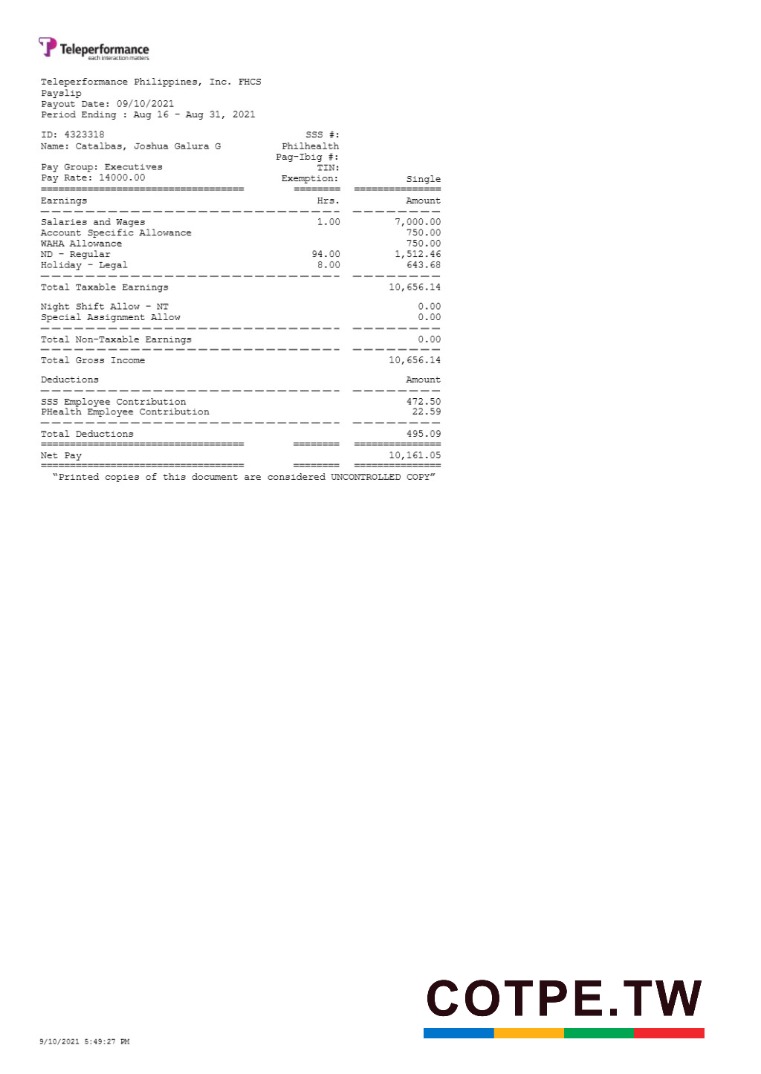 Teleperformance
each interaction matters
Teleperformance Philippines, Inc. FHCS
Payslip
Payout Date: 09/10/2021
Period Ending : Aug 16 - Aug 31, 2021
ID: 4323318 SSS #:
Name: Catalbas, Joshua Galura G Philhealth
Pag-Ibig #:
Pay Group: Executives TIN:
Pay Rate: 14000.00 Exemption: Single
Earnings Hrs. Amount
Salaries and Wages 1.00 7,000.00
Account Specific Allowance 750.00
WAHA Allowance 750.00
ND - Regular 94.00 1,512.46
Holiday - Legal 8.00 643.68
Total Taxable Earnings 10,656.14
Night Shift Allow - NT 0.00
Special Assignment Allow 0.00
Total Non-Taxable Earnings 0.00
Total Gross Income 10,656.14
Deductions Amount
SSS Employee Contribution 472.50
PHealth Employee Contribution 22.59
Total Deductions 495.09
Net Pay 10,161.05
"Printed copies of this document are considered UNCONTROLLED COPY"
COTPE.TW
9/10/2021 5:49:27 PM